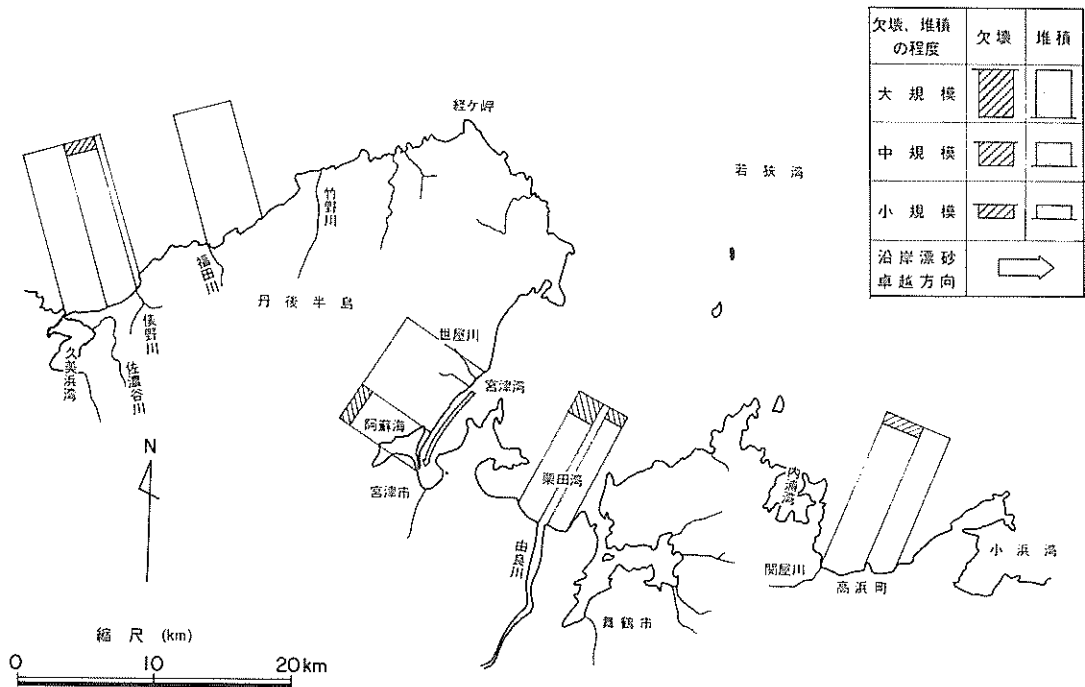 欠壊、堆積
の程度
欠壊
堆積
大規模
中規模
小規模
沿岸漂砂
卓越方向
経ケ岬
若狭湾
竹野川
福田川
丹後半島
俵野川
佐濃谷川
久美浜湾
世屋川
宮津湾
阿蘇海
宮津市
栗田湾
由良川
舞鶴市
内浦湾
関屋川
高浜町
小浜湾
N
縮尺 (km)
0 10 20km